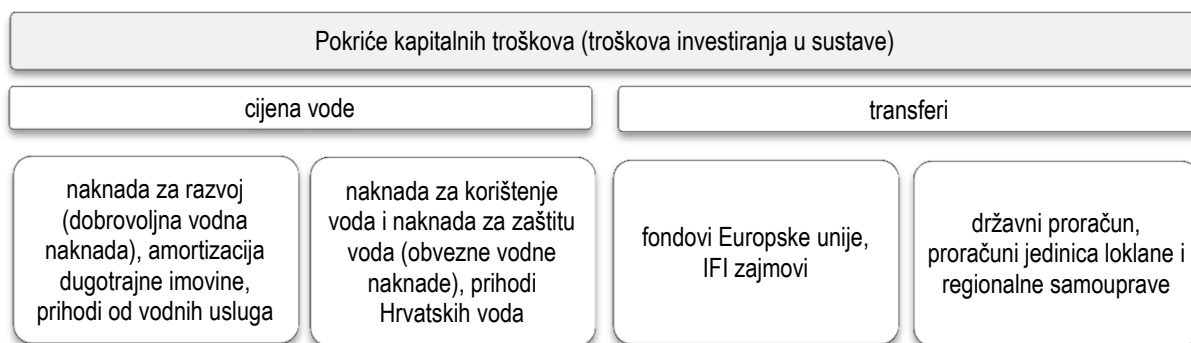 Pokriće kapitalnih troškova (troškova investiranja u sustave)
cijena vode
transferi
naknada za razvoj
(dobrovoljna vodna
naknada), amortizacija
dugotrajne imovine,
prihodi od vodnih usluga
naknada za korištenje
voda i naknada za zaštitu
voda (obvezne vodne
naknade), prihodi
Hrvatskih voda
fondovi Europske unije,
IFI zajmovi
državni proračun,
proračuni jedinica loklane i
regionalne samouprave